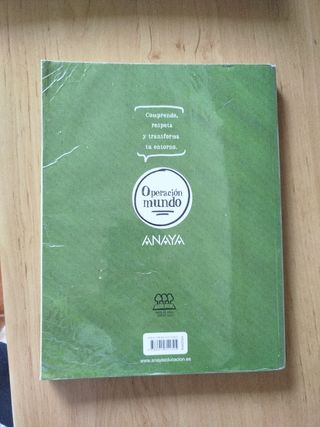 Comprende,
respeta
y transforma
tu entorno.
Operación
mundo
ANAYA
www.anayaeducacion.es